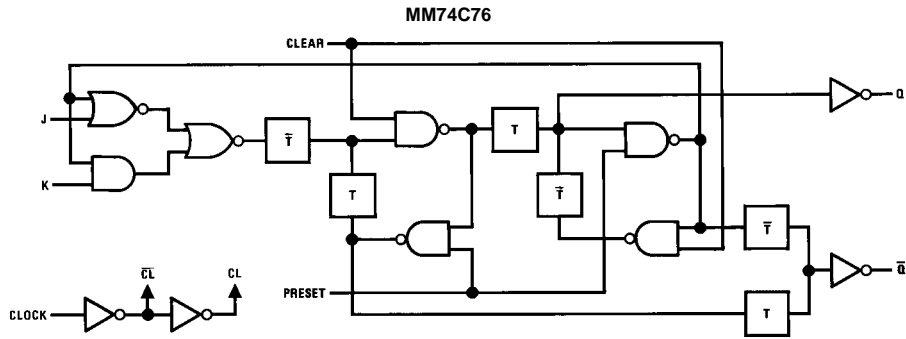 MM74C76
CLEAR
Q
J
T̅
T
K
T
T̅
T̅
Q̅
PRESET
T
C̅L̅
CL
CLOCK